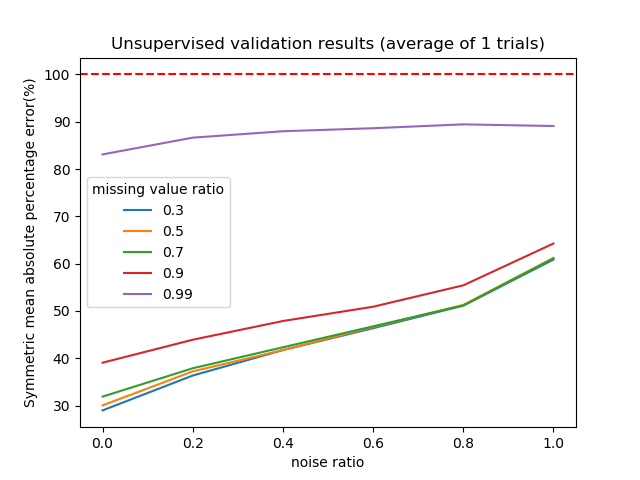 Unsupervised validation results (average of 1 trials)
Symmetric mean absolute percentage error(%)
100
90
80
70
60
50
40
30
missing value ratio
0.3
0.5
0.7
0.9
0.99
0.0 0.2 0.4 0.6 0.8 1.0
noise ratio